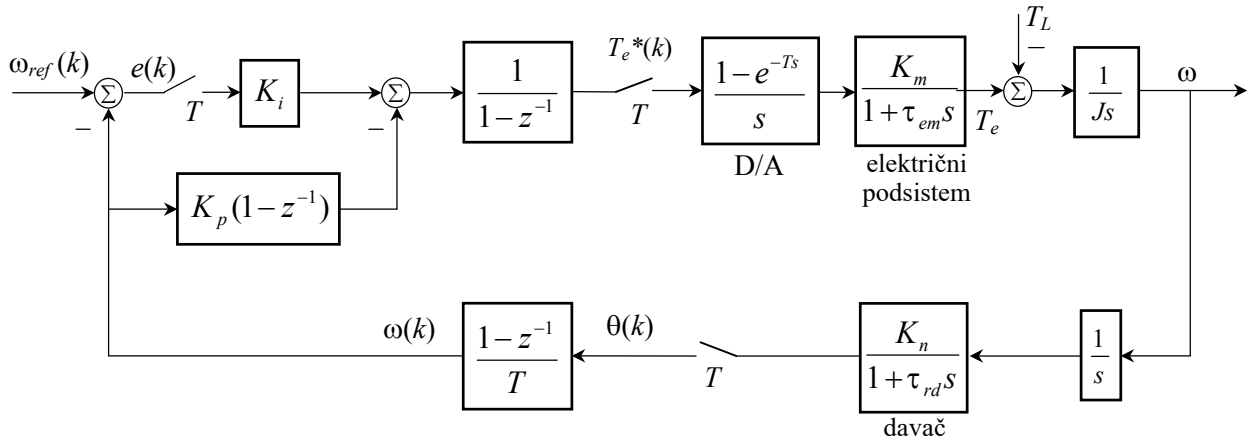 ω_ref(k)
Σ
−
e(k)
T
K_i
Σ
−
1
1 − z⁻¹
T_e*(k)
T
1 − e^(−Ts)
s
D/A
K_m
1 + τ_em s
električni
podsistem
T_e
T_L
−
Σ
1
Js
ω
K_p(1 − z⁻¹)
ω(k)
1 − z⁻¹
T
θ(k)
T
K_n
1 + τ_rd s
davač
1
s